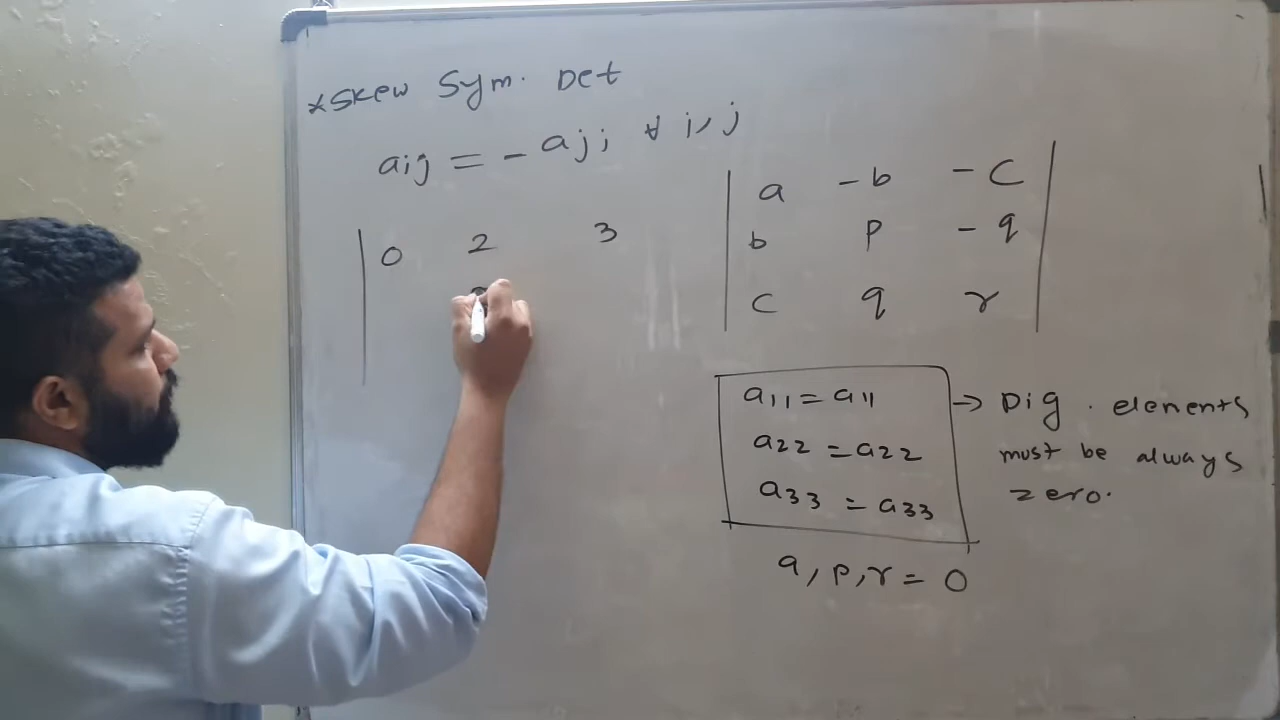 * Skew Sym. Det
aij = - aji ∀ i, j
0 2 3
a -b -c
b p -q
c q r
a11 = a11
a22 = a22
a33 = a33
→ Dig. elements
must be always
zero.
a, p, r = 0